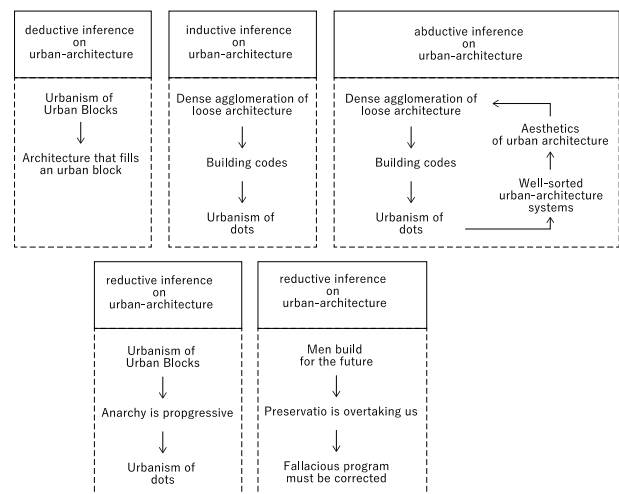 deductive inference
on
urban-architecture
Urbanism of
Urban Blocks
Architecture that fills
an urban block
inductive inference
on
urban-architecture
Dense agglomeration of
loose architecture
Building codes
Urbanism of
dots
abductive inference
on
urban-architecture
Dense agglomeration of
loose architecture
Building codes
Urbanism of
dots
Aesthetics
of urban architecture
Well-sorted
urban-architecture
systems
reductive inference
on
urban-architecture
Urbanism of
Urban Blocks
Anarchy is propgressive
Urbanism of
dots
reductive inference
on
urban-architecture
Men build
for the future
Preservatio is overtaking us
Fallacious program
must be corrected